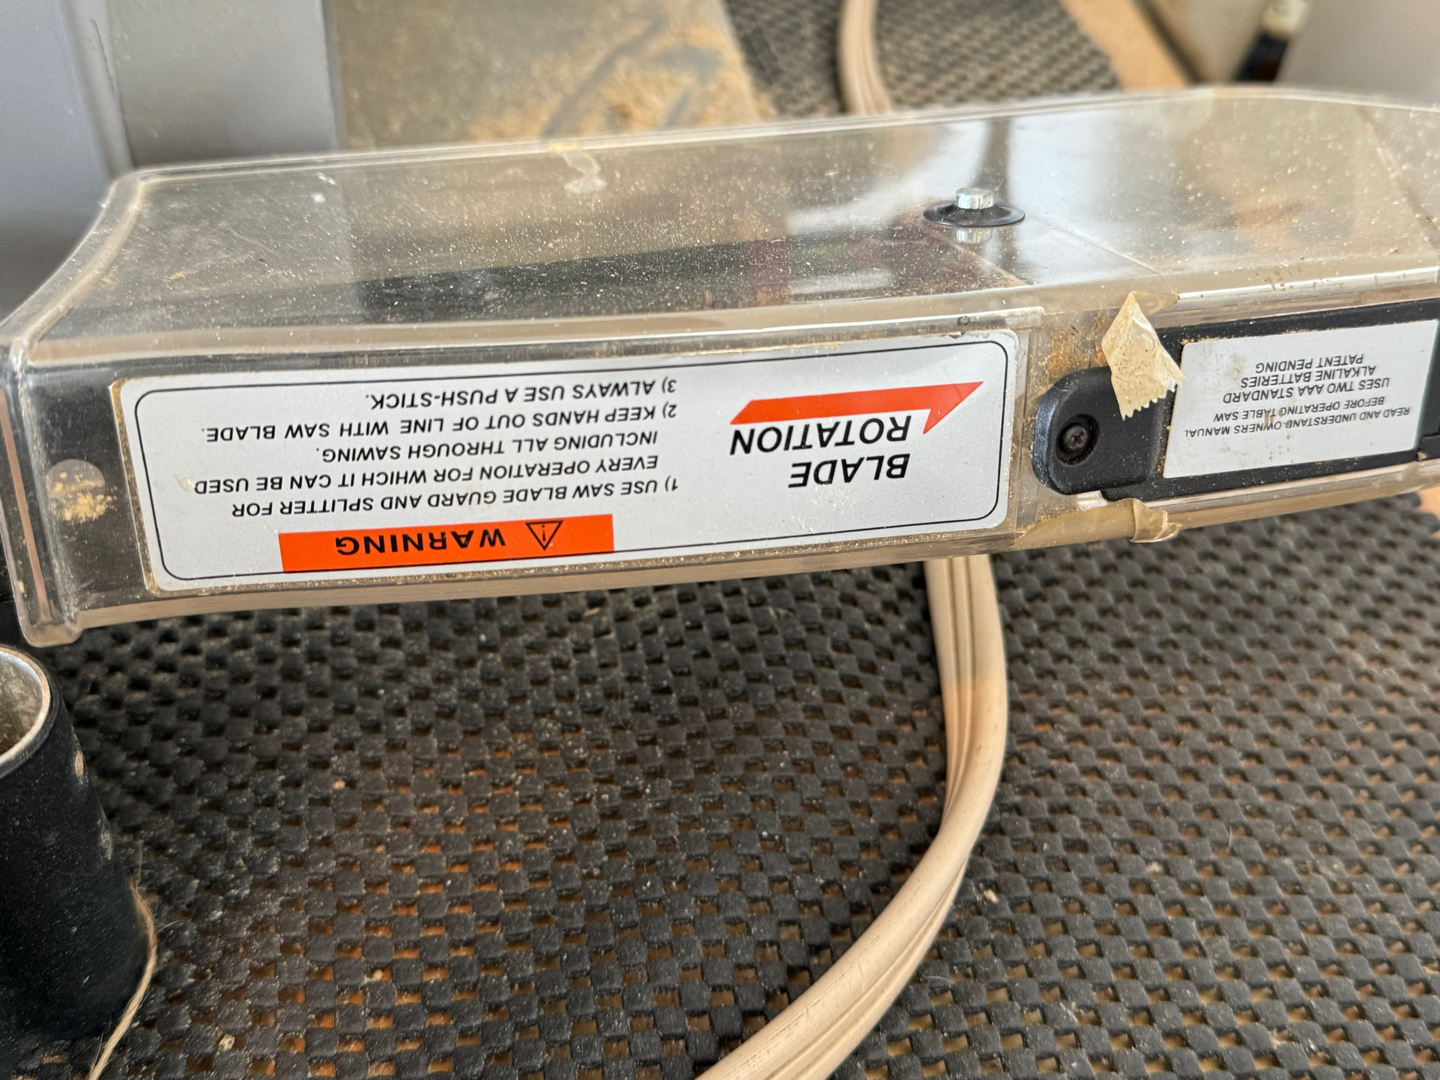 WARNING
1) USE SAW BLADE GUARD AND SPLITTER FOR
EVERY OPERATION FOR WHICH IT CAN BE USED
INCLUDING ALL THROUGH SAWING.
2) KEEP HANDS OUT OF LINE WITH SAW BLADE.
3) ALWAYS USE A PUSH-STICK.
BLADE
ROTATION
READ AND UNDERSTAND OWNERS MANUAL
BEFORE OPERATING TABLE SAW
USES TWO AAA STANDARD
ALKALINE BATTERIES
PATENT PENDING